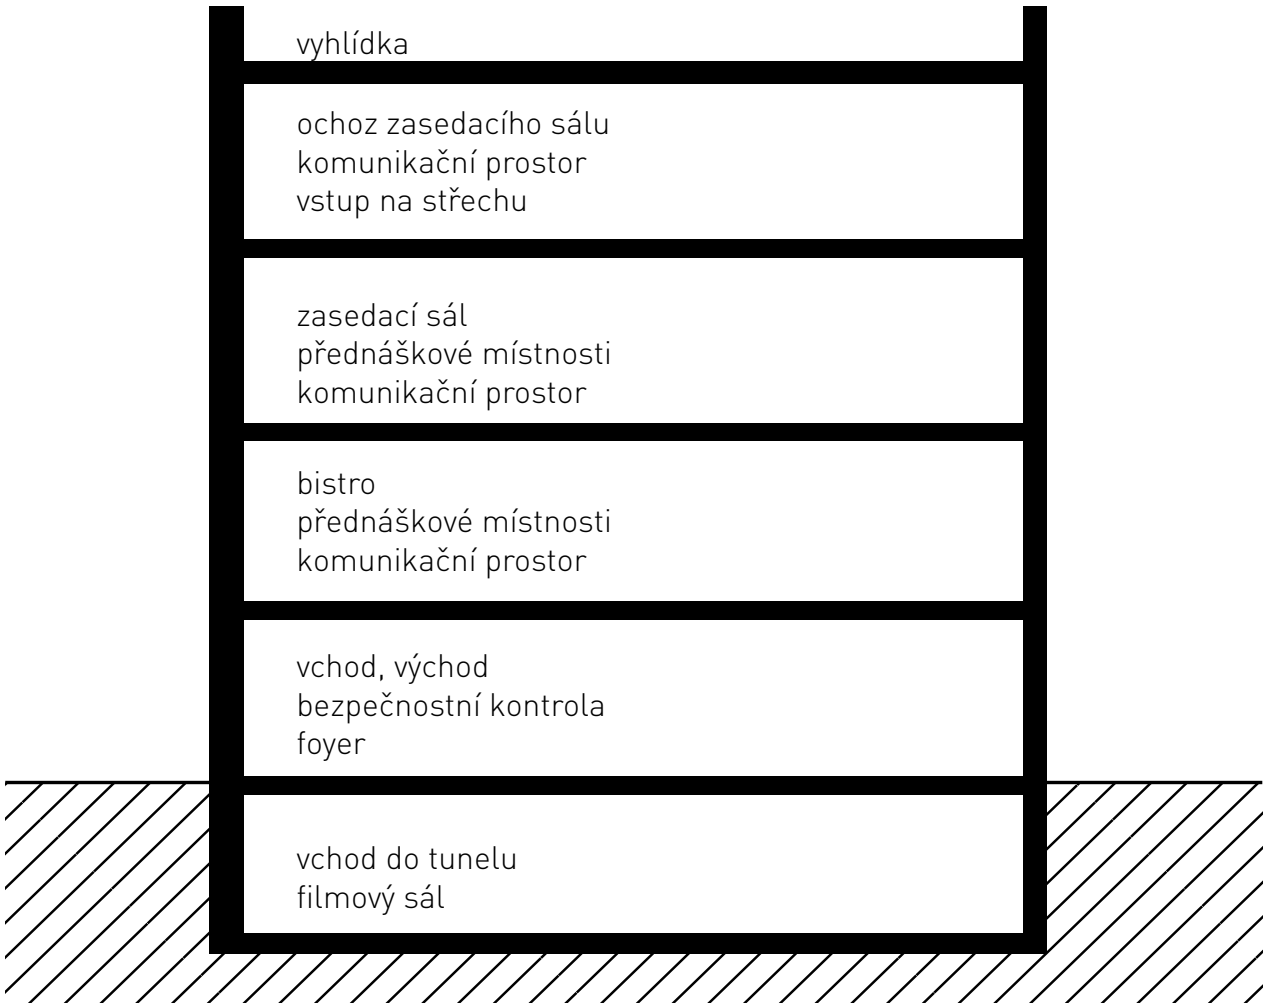 vyhlídka
ochoz zasedacího sálu
komunikační prostor
vstup na střechu
zasedací sál
přednáškové místnosti
komunikační prostor
bistro
přednáškové místnosti
komunikační prostor
vchod, východ
bezpečnostní kontrola
foyer
vchod do tunelu
filmový sál